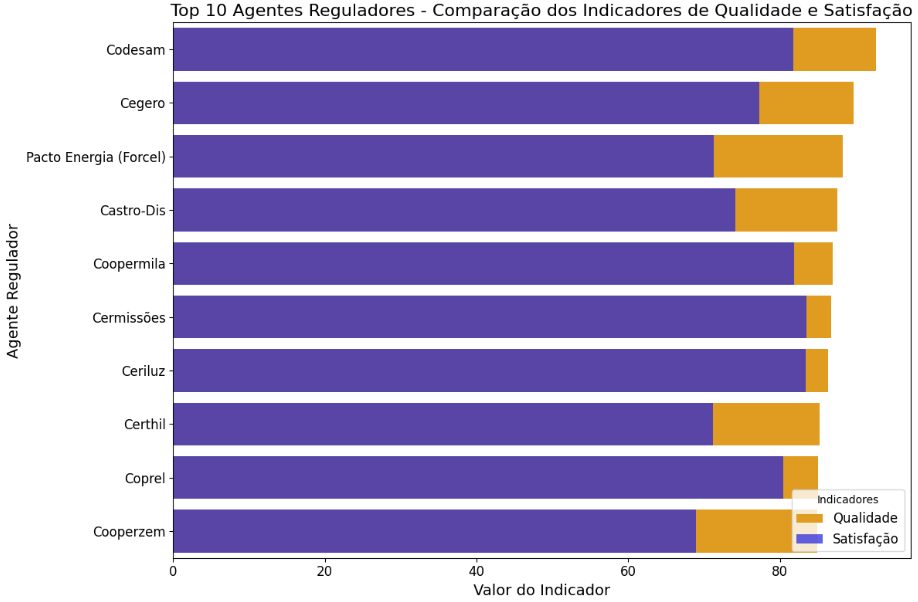 Top 10 Agentes Reguladores - Comparação dos Indicadores de Qualidade e Satisfação
Agente Regulador
Codesam
Cegero
Pacto Energia (Forcel)
Castro-Dis
Coopermila
Cermissões
Ceriluz
Certhil
Coprel
Cooperzem
Indicadores
Qualidade
Satisfação
0 20 40 60 80
Valor do Indicador